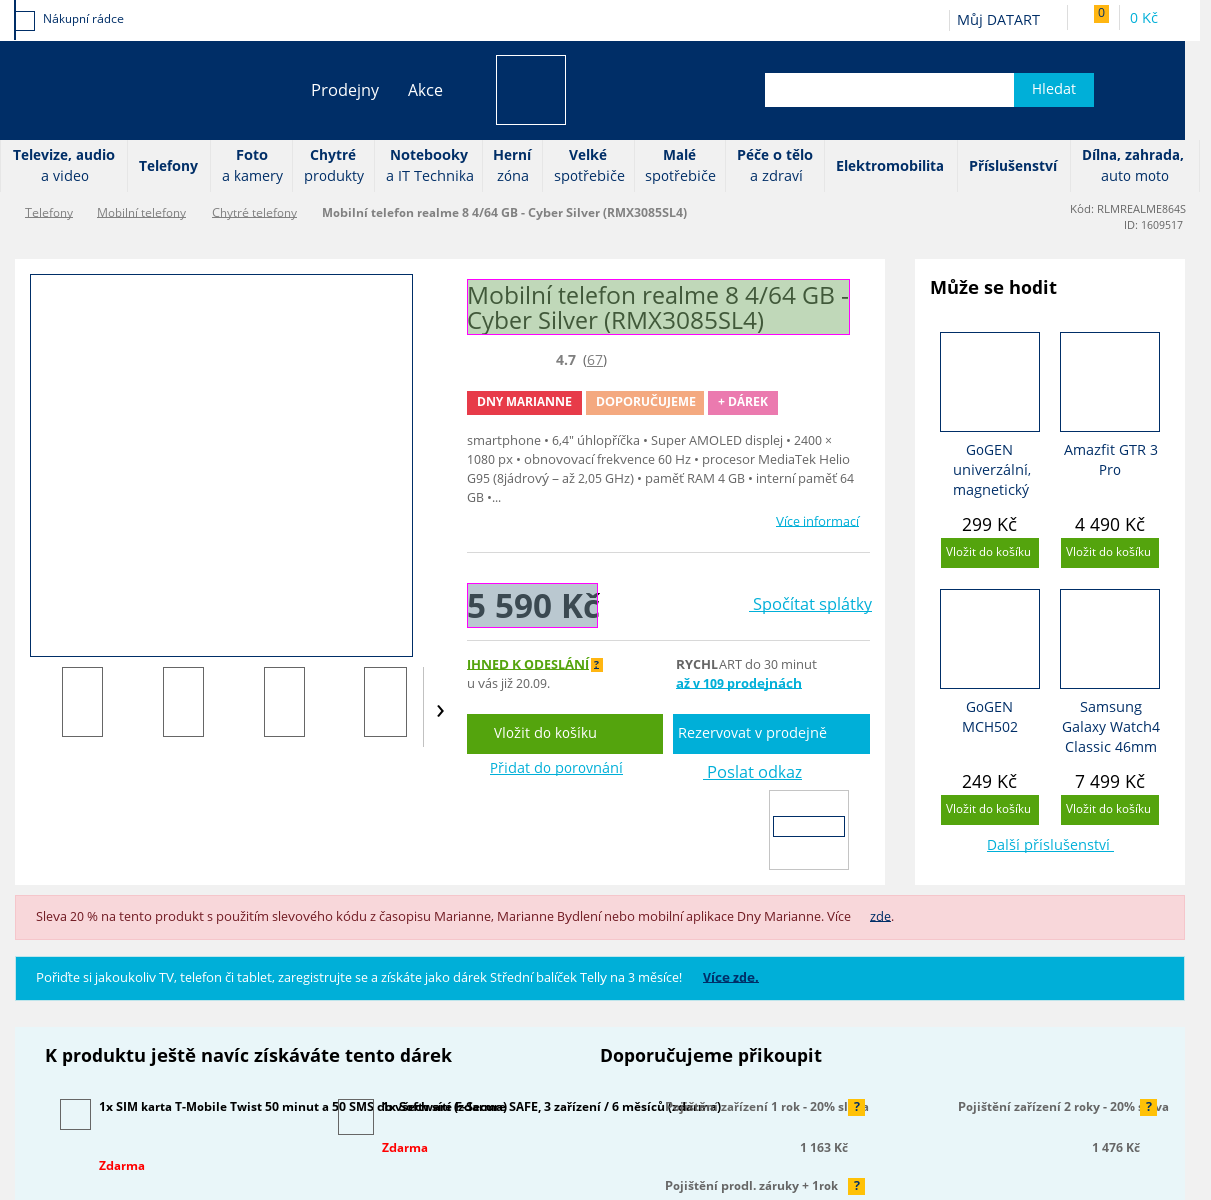 Nákupní rádce
Můj DATART
0
0 Kč
Prodejny
Akce
Hledat
Televize, audio
a video
Telefony
Foto
a kamery
Chytré
produkty
Notebooky
a IT Technika
Herní
zóna
Velké
spotřebiče
Malé
spotřebiče
Péče o tělo
a zdraví
Elektromobilita
Příslušenství
Dílna, zahrada,
auto moto
Telefony
Mobilní telefony
Chytré telefony
Mobilní telefon realme 8 4/64 GB - Cyber Silver (RMX3085SL4)
Kód: RLMREALME864S
ID: 1609517
Mobilní telefon realme 8 4/64 GB -
Cyber Silver (RMX3085SL4)
4.7 (67)
DNY MARIANNE
DOPORUČUJEME
+ DÁREK
smartphone • 6,4" úhlopříčka • Super AMOLED displej • 2400 ×
1080 px • obnovovací frekvence 60 Hz • procesor MediaTek Helio
G95 (8jádrový – až 2,05 GHz) • paměť RAM 4 GB • interní paměť 64
GB •...
Více informací
5 590 Kč
Spočítat splátky
IHNED K ODESLÁNÍ ?
u vás již 20.09.
RYCHLART do 30 minut
až v 109 prodejnách
›
Vložit do košíku
Rezervovat v prodejně
Přidat do porovnání
Poslat odkaz
Může se hodit
GoGEN
univerzální,
magnetický
299 Kč
Vložit do košíku
Amazfit GTR 3
Pro
4 490 Kč
Vložit do košíku
GoGEN
MCH502
249 Kč
Vložit do košíku
Samsung
Galaxy Watch4
Classic 46mm
7 499 Kč
Vložit do košíku
Další příslušenství
Sleva 20 % na tento produkt s použitím slevového kódu z časopisu Marianne, Marianne Bydlení nebo mobilní aplikace Dny Marianne. Více zde.
Pořiďte si jakoukoliv TV, telefon či tablet, zaregistrujte se a získáte jako dárek Střední balíček Telly na 3 měsíce! Více zde.
K produktu ještě navíc získáváte tento dárek
Doporučujeme přikoupit
1x SIM karta T-Mobile Twist 50 minut a 50 SMS do všech sítí (zdarma)
Zdarma
1x Software F-Secure SAFE, 3 zařízení / 6 měsíců (zdarma)
Zdarma
Pojištění zařízení 1 rok - 20% sleva ?
1 163 Kč
Pojištění zařízení 2 roky - 20% sleva ?
1 476 Kč
Pojištění prodl. záruky + 1rok ?